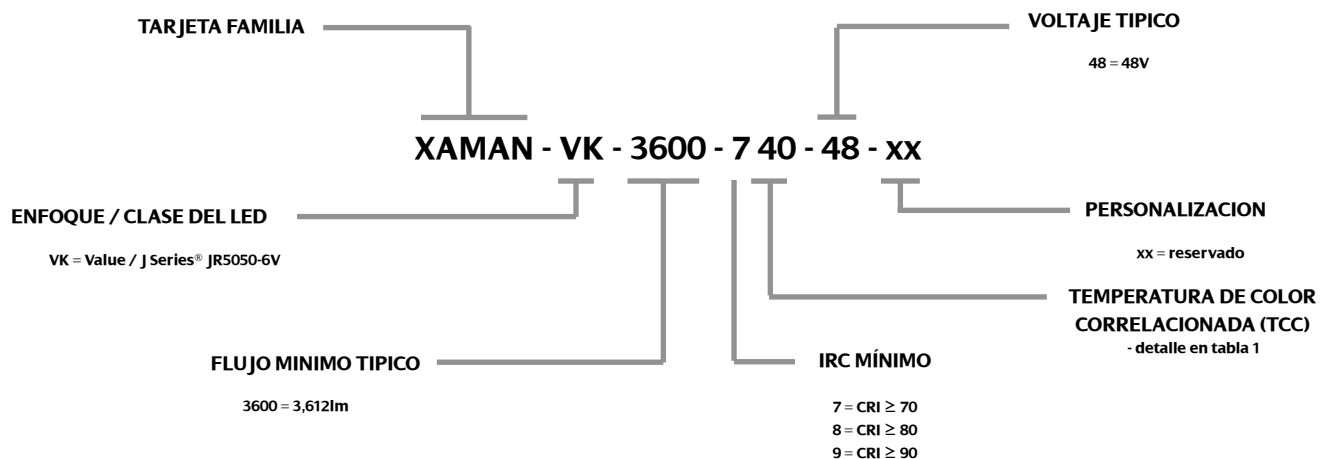 TARJETA FAMILIA
VOLTAJE TIPICO
48 = 48V
XAMAN - VK - 3600 - 7 40 - 48 - xx
ENFOQUE / CLASE DEL LED
VK = Value / J Series® JR5050-6V
PERSONALIZACION
xx = reservado
TEMPERATURA DE COLOR
CORRELACIONADA (TCC)
- detalle en tabla 1
FLUJO MINIMO TIPICO
3600 = 3,612lm
IRC MÍNIMO
7 = CRI ≥ 70
8 = CRI ≥ 80
9 = CRI ≥ 90